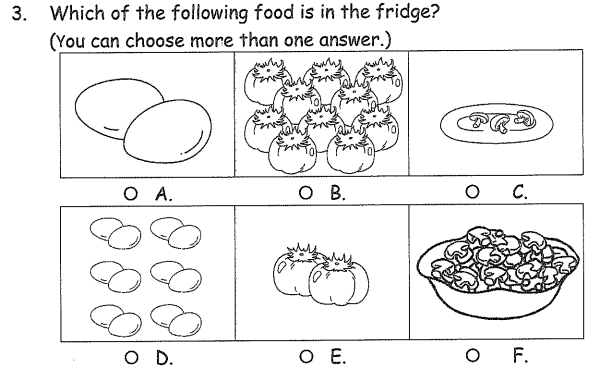 3. Which of the following food is in the fridge?
(You can choose more than one answer.)
A. B. C.
D. E. F.